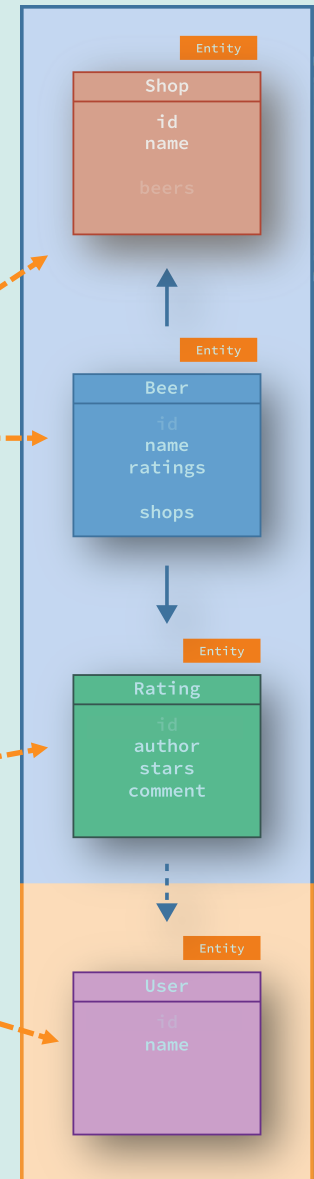 Entity
Shop
id
name
beers
Entity
Beer
id
name
ratings
shops
Entity
Rating
id
author
stars
comment
Entity
User
id
name